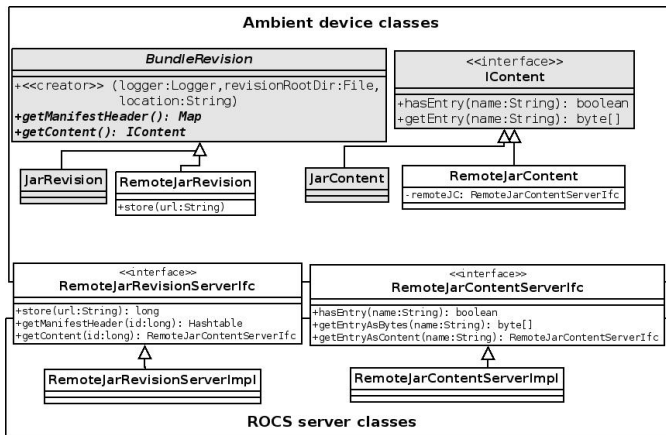 Ambient device classes
BundleRevision
+<<creator>> (logger:Logger,revisionRootDir:File,
location:String)
+getManifestHeader(): Map
+getContent(): IContent
<<interface>>
IContent
+hasEntry(name:String): boolean
+getEntry(name:String): byte[]
JarRevision
RemoteJarRevision
+store(url:String)
JarContent
RemoteJarContent
-remoteJC: RemoteJarContentServerIfc
<<interface>>
RemoteJarRevisionServerIfc
+store(url:String): long
+getManifestHeader(id:long): Hashtable
+getContent(id:long): RemoteJarContentServerIfc
<<interface>>
RemoteJarContentServerIfc
+hasEntry(name:String): boolean
+getEntryAsBytes(name:String): byte[]
+getEntryAsContent(name:String): RemoteJarContentServerIfc
RemoteJarRevisionServerImpl
RemoteJarContentServerImpl
ROCS server classes